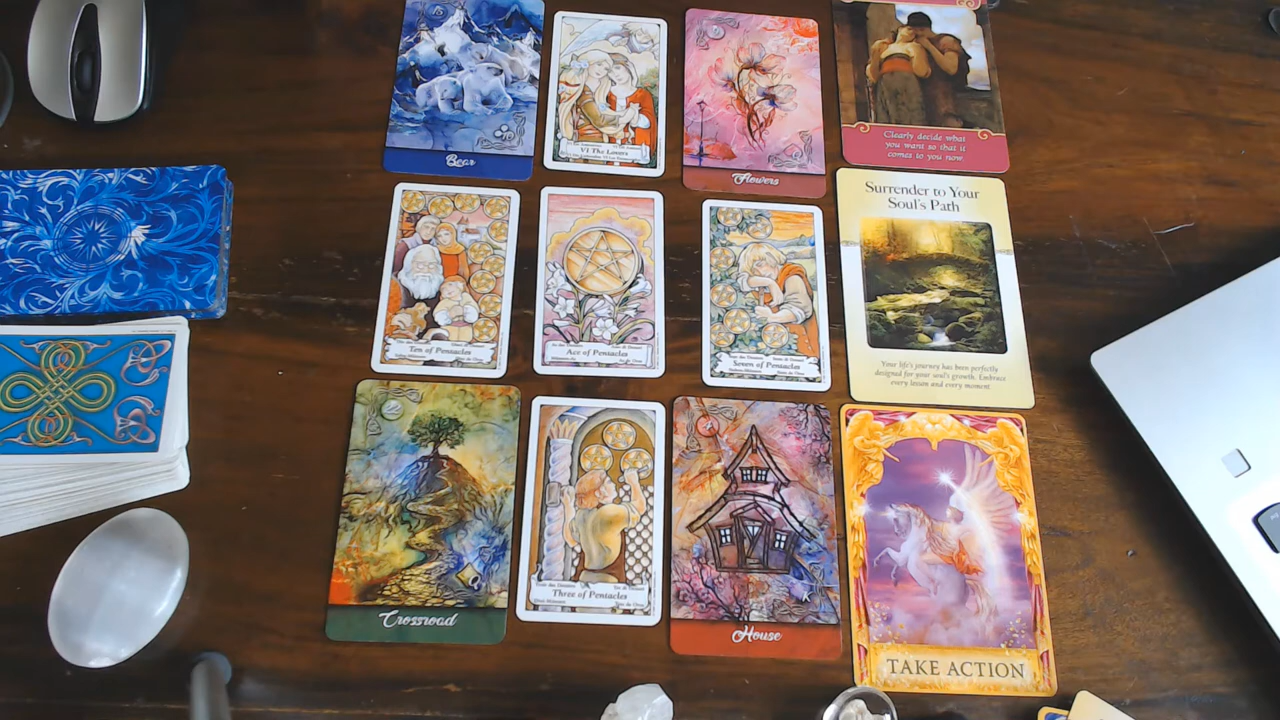 Bear
VI The Lovers
Flowers
Clearly decide what
you want so that it
comes to you now.
Ten of Pentacles
Ace of Pentacles
Seven of Pentacles
Surrender to Your
Soul's Path
Your life's journey has been perfectly
designed for your soul's growth. Embrace
every lesson and every moment.
Crossroad
Three of Pentacles
House
TAKE ACTION